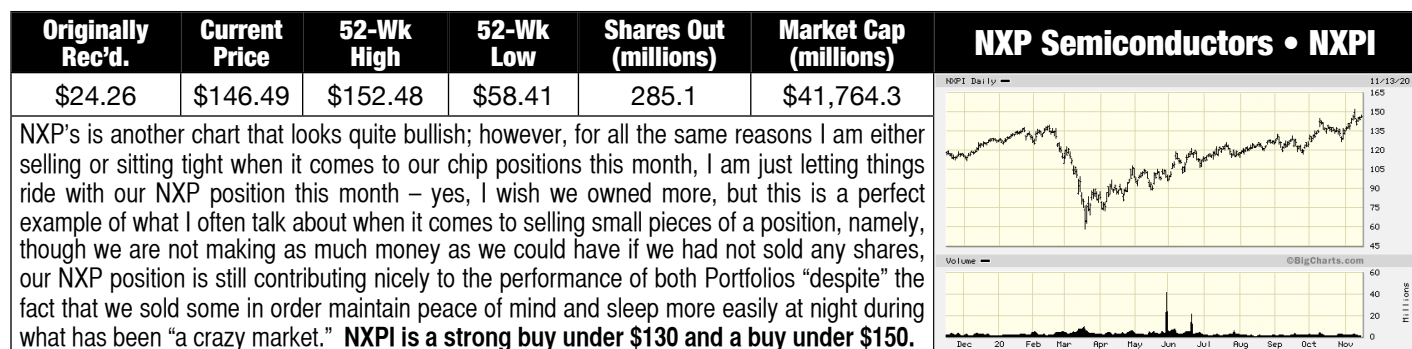 Originally Rec'd.
Current Price
52-Wk High
52-Wk Low
Shares Out (millions)
Market Cap (millions)
NXP Semiconductors • NXPI
$24.26
$146.49
$152.48
$58.41
285.1
$41,764.3
NXP's is another chart that looks quite bullish; however, for all the same reasons I am either
selling or sitting tight when it comes to our chip positions this month, I am just letting things
ride with our NXP position this month – yes, I wish we owned more, but this is a perfect
example of what I often talk about when it comes to selling small pieces of a position, namely,
though we are not making as much money as we could have if we had not sold any shares,
our NXP position is still contributing nicely to the performance of both Portfolios “despite” the
fact that we sold some in order maintain peace of mind and sleep more easily at night during
what has been “a crazy market.” NXPI is a strong buy under $130 and a buy under $150.
NXPI Daily
11/13/20
165
150
135
120
105
90
75
60
45
Volume
©BigCharts.com
60
40
20
0
Millions
Dec 20 Feb Mar Apr May Jun Jul Aug Sep Oct Nov